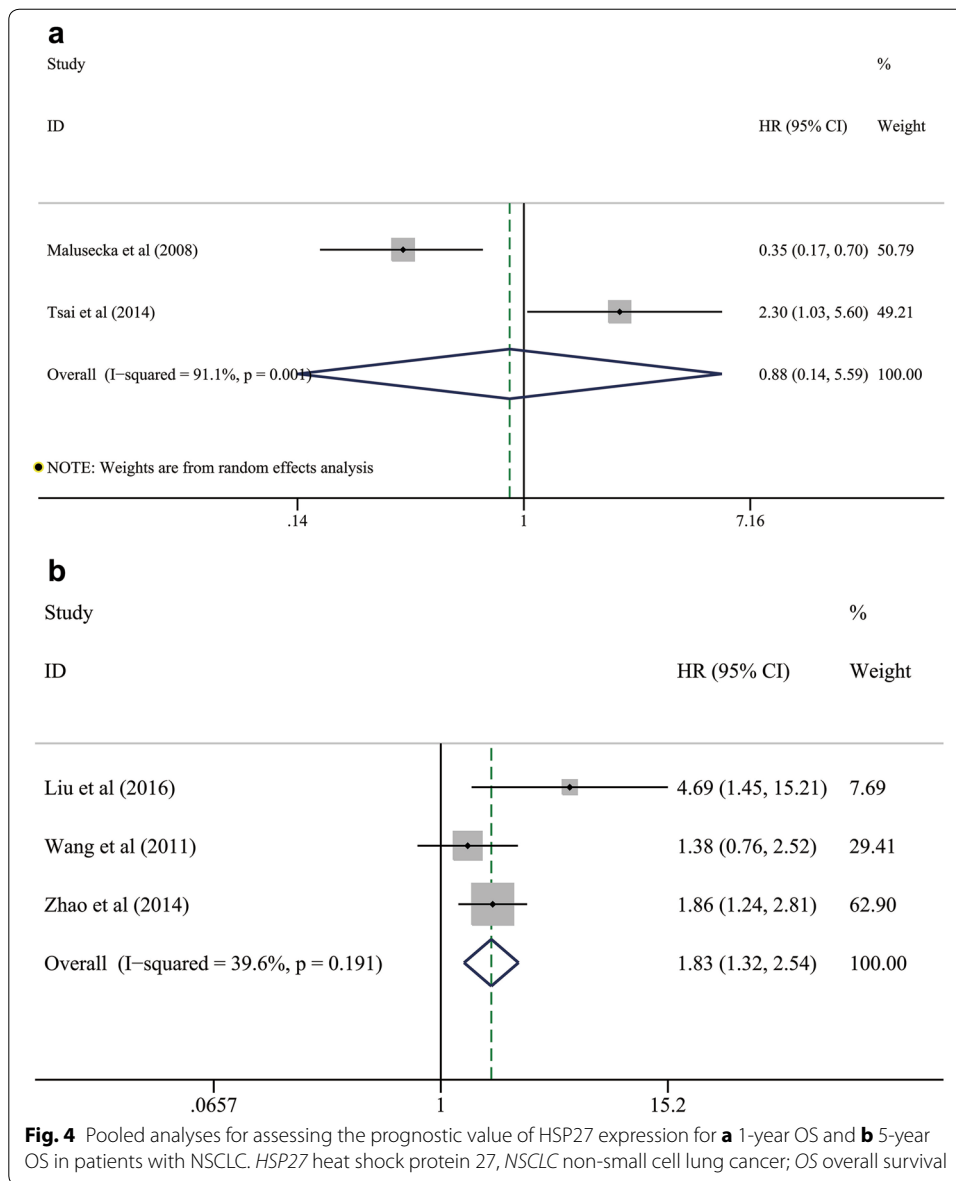 a
Study %
ID HR (95% CI) Weight
Malusecka et al (2008) 0.35 (0.17, 0.70) 50.79
Tsai et al (2014) 2.30 (1.03, 5.60) 49.21
Overall (I−squared = 91.1%, p = 0.001) 0.88 (0.14, 5.59) 100.00
NOTE: Weights are from random effects analysis
.14 1 7.16
b
Study %
ID HR (95% CI) Weight
Liu et al (2016) 4.69 (1.45, 15.21) 7.69
Wang et al (2011) 1.38 (0.76, 2.52) 29.41
Zhao et al (2014) 1.86 (1.24, 2.81) 62.90
Overall (I−squared = 39.6%, p = 0.191) 1.83 (1.32, 2.54) 100.00
.0657 1 15.2
Fig. 4 Pooled analyses for assessing the prognostic value of HSP27 expression for a 1-year OS and b 5-year
OS in patients with NSCLC. HSP27 heat shock protein 27, NSCLC non-small cell lung cancer; OS overall survival